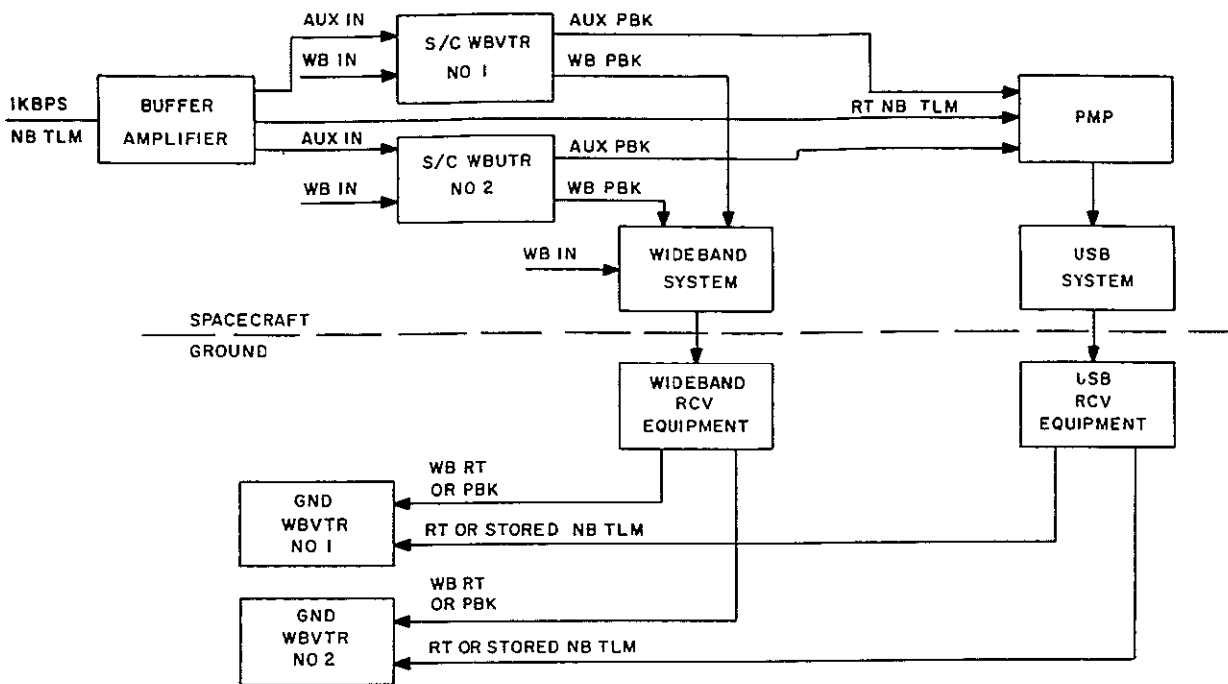 AUX IN
S/C WBVTR
NO 1
AUX PBK
WB IN
WB PBK
1KBPS
NB TLM
BUFFER
AMPLIFIER
RT NB TLM
PMP
AUX IN
S/C WBUTR
NO 2
AUX PBK
WB IN
WB PBK
WB IN
WIDEBAND
SYSTEM
USB
SYSTEM
SPACECRAFT
GROUND
WIDEBAND
RCV
EQUIPMENT
USB
RCV
EQUIPMENT
WB RT
OR PBK
GND
WBVTR
NO 1
RT OR STORED NB TLM
WB RT
OR PBK
GND
WBVTR
NO 2
RT OR STORED NB TLM